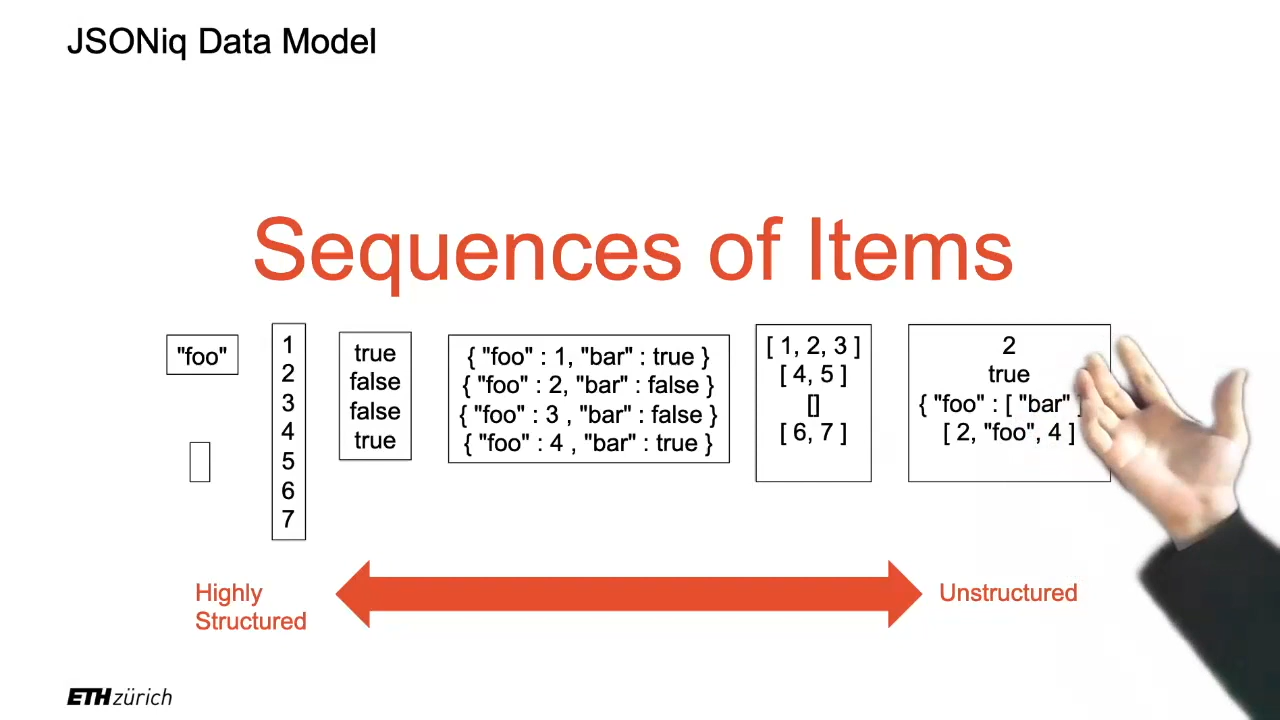 JSONiq Data Model
Sequences of Items
"foo"
1
2
3
4
5
6
7
true
false
false
true
{ "foo" : 1, "bar" : true }
{ "foo" : 2, "bar" : false }
{ "foo" : 3 , "bar" : false }
{ "foo" : 4 , "bar" : true }
[ 1, 2, 3 ]
[ 4, 5 ]
[]
[ 6, 7 ]
2
true
{ "foo" : [ "bar" ]
[ 2, "foo", 4 ]
Highly
Structured
Unstructured
ETH zürich